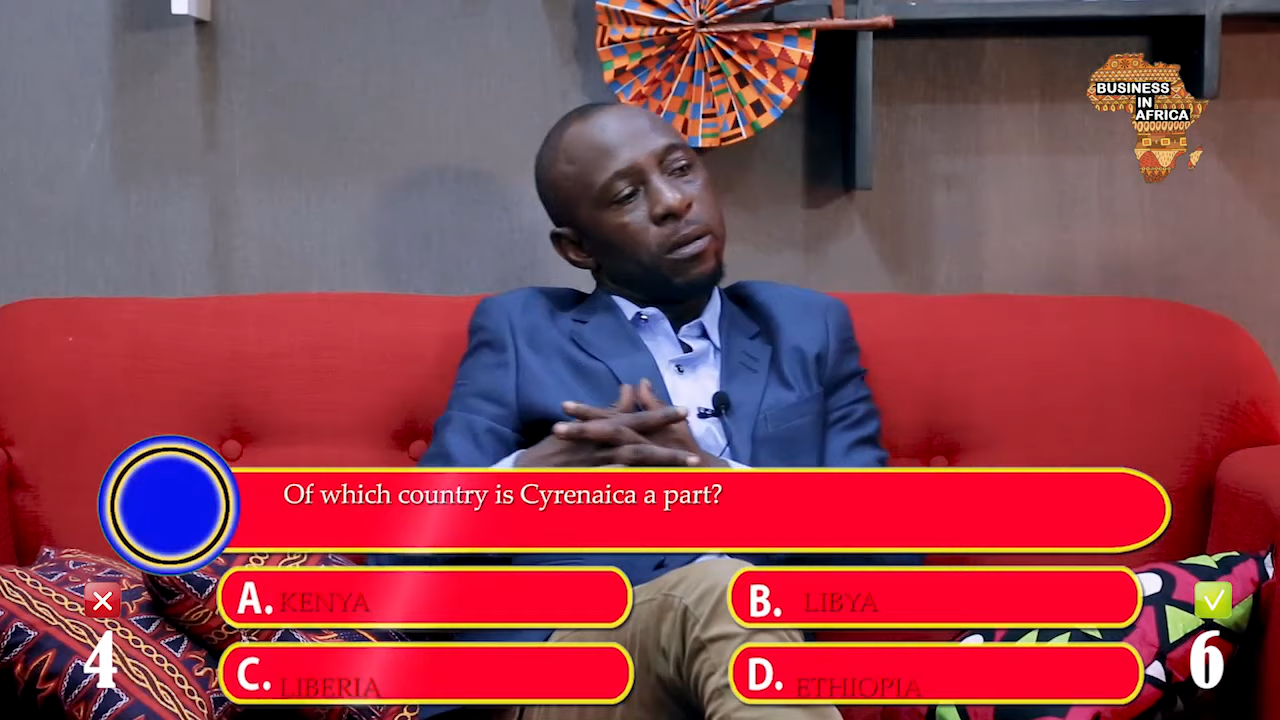 BUSINESS
IN
AFRICA
Of which country is Cyrenaica a part?
A. KENYA
B. LIBYA
C. LIBERIA
D. ETHIOPIA
4
6